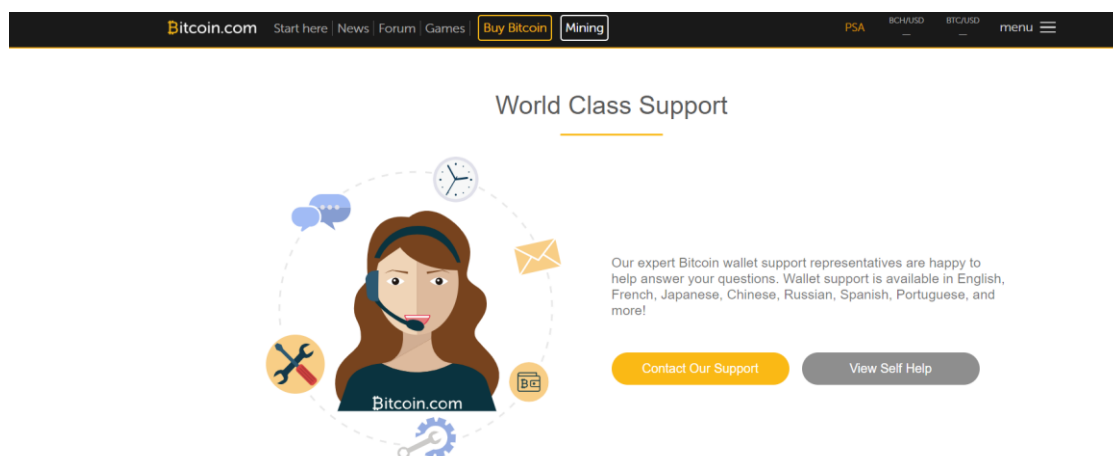 Bitcoin.com Start here | News | Forum | Games | Buy Bitcoin Mining PSA BCH/USD — BTC/USD — menu
World Class Support
Our expert Bitcoin wallet support representatives are happy to
help answer your questions. Wallet support is available in English,
French, Japanese, Chinese, Russian, Spanish, Portuguese, and
more!
Contact Our Support View Self Help
Bitcoin.com